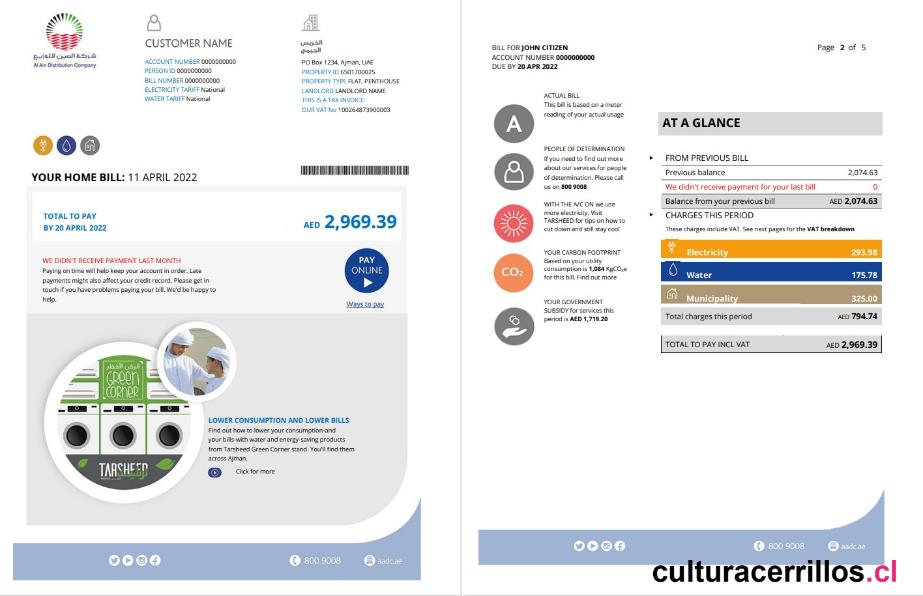 شركة العين للتوزيع
Al Ain Distribution Company
CUSTOMER NAME
ACCOUNT NUMBER 0000000000
PERSON ID 0000000000
BILL NUMBER 0000000000
ELECTRICITY TARIFF National
WATER TARIFF National
الخريس
الجيمي
PO Box 1234, Ajman, UAE
PROPERTY ID 6501700025
PROPERTY TYPE FLAT, PENTHOUSE
LANDLORD LANDLORD NAME
THIS IS A TAX INVOICE:
OUR VAT No 100264873900003
YOUR HOME BILL: 11 APRIL 2022
TOTAL TO PAY
BY 20 APRIL 2022
AED 2,969.39
WE DIDN'T RECEIVE PAYMENT LAST MONTH
Paying on time will help keep your account in order. Late
payments might also affect your credit record. Please get in
touch if you have problems paying your bill. We'd be happy to
help.
PAY
ONLINE
Ways to pay
الركن الأخضر
GREEN
CORNER
TARSHEED
ترشيد
LOWER CONSUMPTION AND LOWER BILLS
Find out how to lower your consumption and
your bills with water and energy-saving products
from Tarsheed Green Corner stand. You'll find them
across Ajman.
Click for more
800 9008
aadc.ae
BILL FOR JOHN CITIZEN
ACCOUNT NUMBER 0000000000
DUE BY 20 APR 2022
Page 2 of 5
A
ACTUAL BILL
This bill is based on a meter
reading of your actual usage
PEOPLE OF DETERMINATION
If you need to find out more
about our services for people
of determination. Please call
us on 800 9008
WITH THE A/C ON we use
more electricity. Visit
TARSHEED for tips on how to
cut down and still stay cool
CO₂
YOUR CARBON FOOTPRINT
Based on your utility
consumption is 1,084 KgCO₂e
for this bill. Find out more
YOUR GOVERNMENT
SUBSIDY for services this
period is AED 1,719.20
AT A GLANCE
FROM PREVIOUS BILL
Previous balance 2,074.63
We didn't receive payment for your last bill 0
Balance from your previous bill AED 2,074.63
CHARGES THIS PERIOD
These charges include VAT. See next pages for the VAT breakdown
Electricity 293.98
Water 175.78
Municipality 325.00
Total charges this period AED 794.74
TOTAL TO PAY INCL VAT AED 2,969.39
800 9008
aadc.ae
culturacerrillos.cl